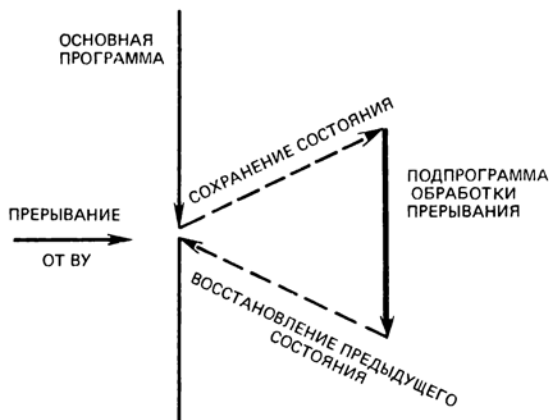 ОСНОВНАЯ
ПРОГРАММА
СОХРАНЕНИЕ СОСТОЯНИЯ
ПОДПРОГРАММА
ОБРАБОТКИ
ПРЕРЫВАНИЯ
ПРЕРЫВАНИЕ
ОТ ВУ
ВОССТАНОВЛЕНИЕ ПРЕДЫДУЩЕГО
СОСТОЯНИЯ